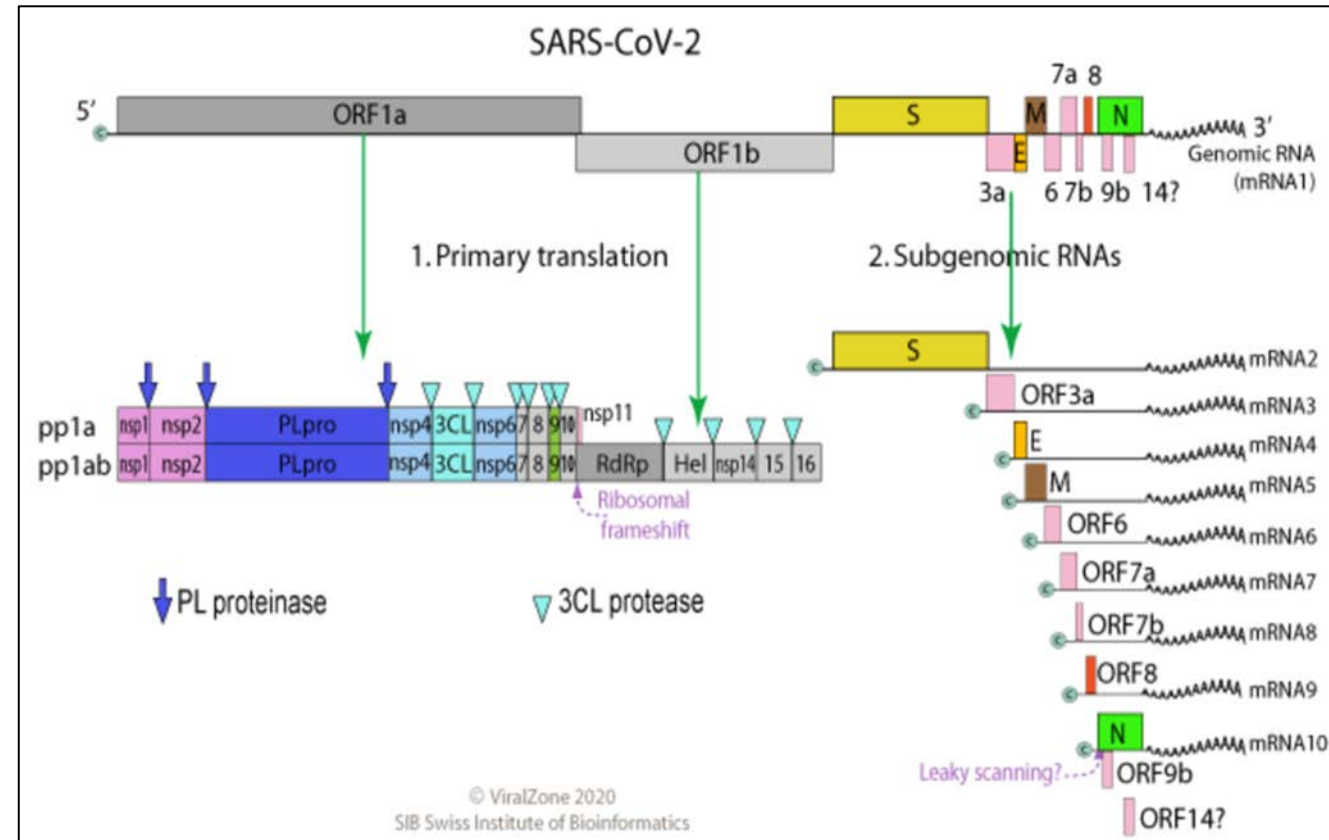 SARS-CoV-2
7a 8
5' ORF1a S M N 3'
ORF1b E Genomic RNA
(mRNA1)
3a 6 7b 9b 14?
1. Primary translation 2. Subgenomic RNAs
S mRNA2
ORF3a mRNA3
pp1a nsp1 nsp2 PLpro nsp4 3CL nsp6 7 8 9 10 nsp11
E mRNA4
pp1ab nsp1 nsp2 PLpro nsp4 3CL nsp6 7 8 9 10 RdRp Hel nsp14 15 16
M mRNA5
Ribosomal
frameshift
ORF6 mRNA6
ORF7a mRNA7
PL proteinase 3CL protease
ORF7b mRNA8
ORF8 mRNA9
N mRNA10
Leaky scanning? ORF9b
© ViralZone 2020
SIB Swiss Institute of Bioinformatics
ORF14?
c
c
c
c
c
c
c
c
c
c